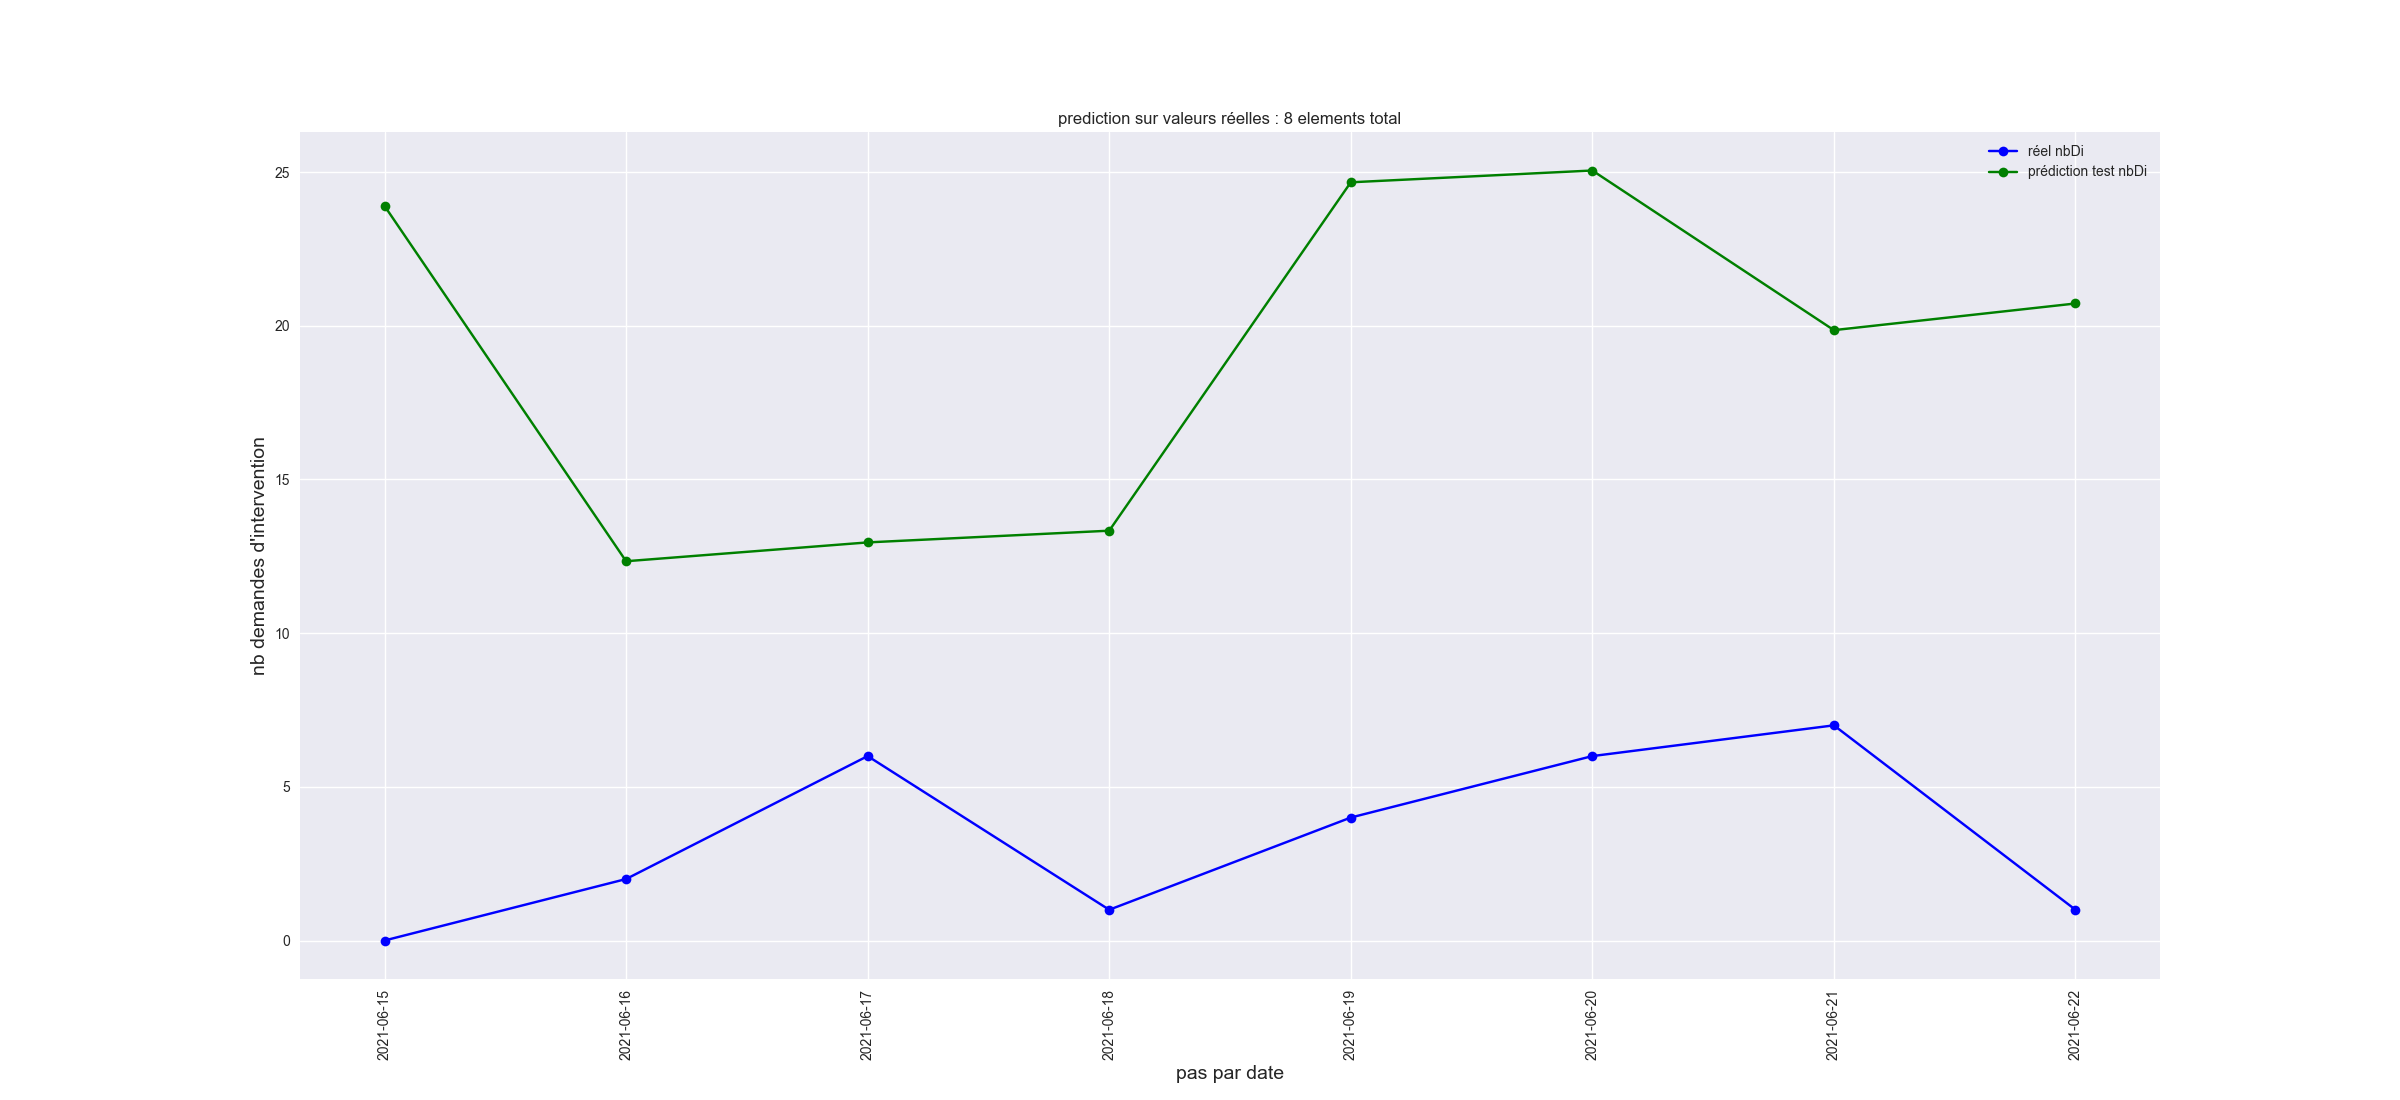 prediction sur valeurs réelles : 8 elements total
réel nbDi
prédiction test nbDi
nb demandes d'intervention
25
20
15
10
5
0
2021-06-15
2021-06-16
2021-06-17
2021-06-18
2021-06-19
2021-06-20
2021-06-21
2021-06-22
pas par date